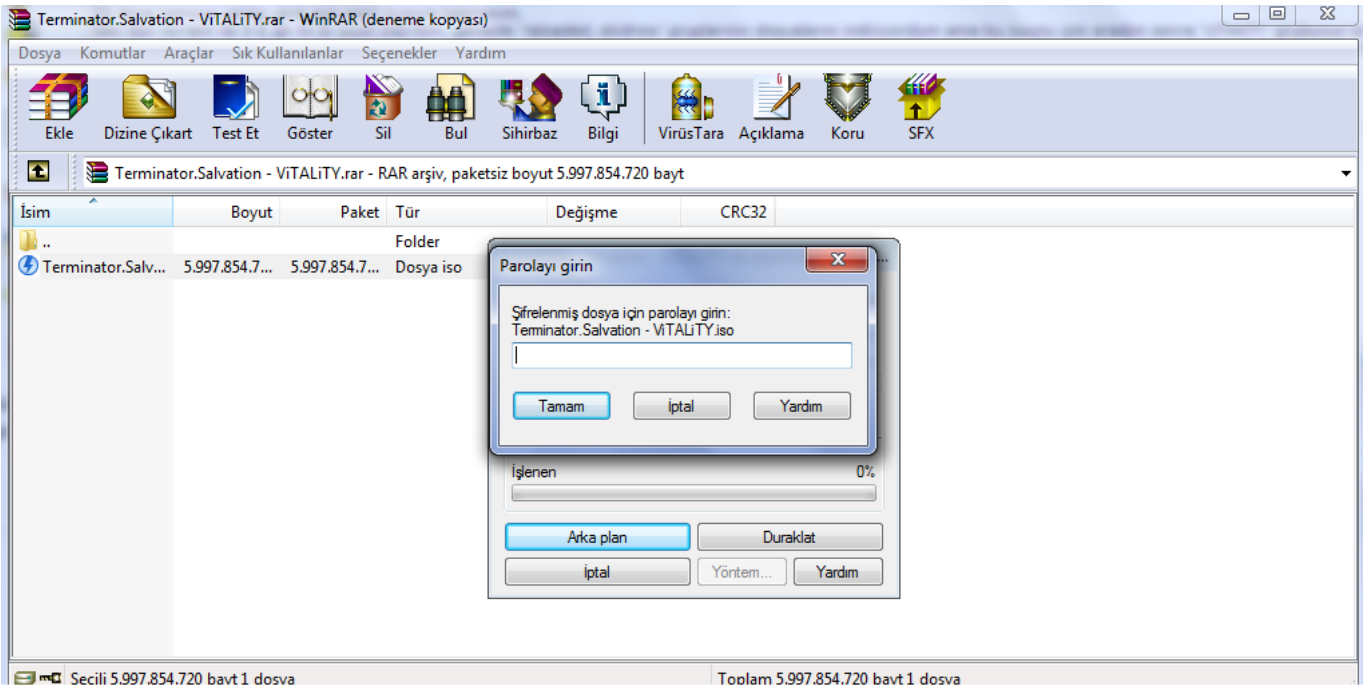 Terminator.Salvation - ViTALiTY.rar - WinRAR (deneme kopyası)
Dosya Komutlar Araçlar Sık Kullanılanlar Seçenekler Yardım
Ekle Dizine Çıkart Test Et Göster Sil Bul Sihirbaz Bilgi VirüsTara Açıklama Koru SFX
Terminator.Salvation - ViTALiTY.rar - RAR arşiv, paketsiz boyut 5.997.854.720 bayt
İsim Boyut Paket Tür Değişme CRC32
.. Folder
Terminator.Salv... 5.997.854.7... 5.997.854.7... Dosya iso
Parolayı girin
Şifrelenmiş dosya için parolayı girin:
Terminator.Salvation - ViTALiTY.iso
Tamam İptal Yardım
İşlenen 0%
Arka plan Duraklat
İptal Yöntem... Yardım
Seçili 5.997.854.720 bayt 1 dosya Toplam 5.997.854.720 bayt 1 dosya